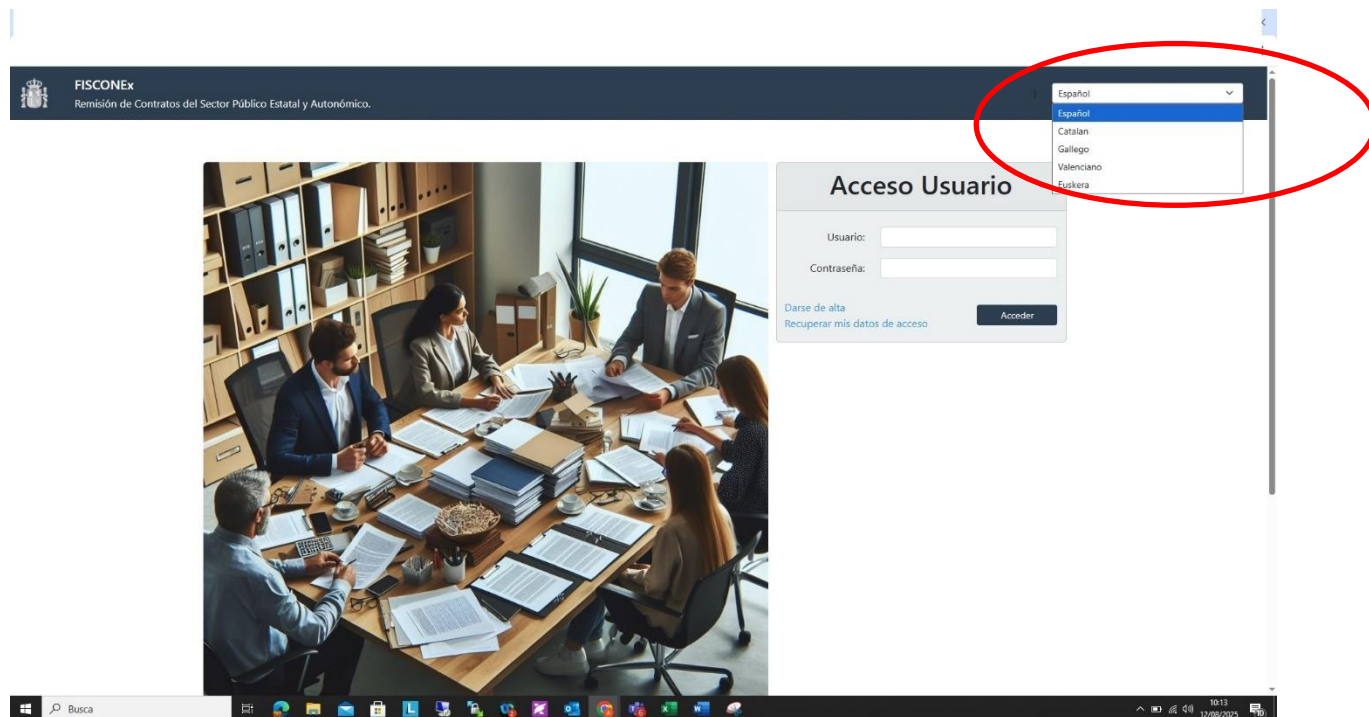 FISCONEx
Remisión de Contratos del Sector Público Estatal y Autonómico.
Español
Español
Catalan
Gallego
Valenciano
Euskera
Acceso Usuario
Usuario:
Contraseña:
Darse de alta
Recuperar mis datos de acceso
Acceder
Busca
10:13
12/08/2025